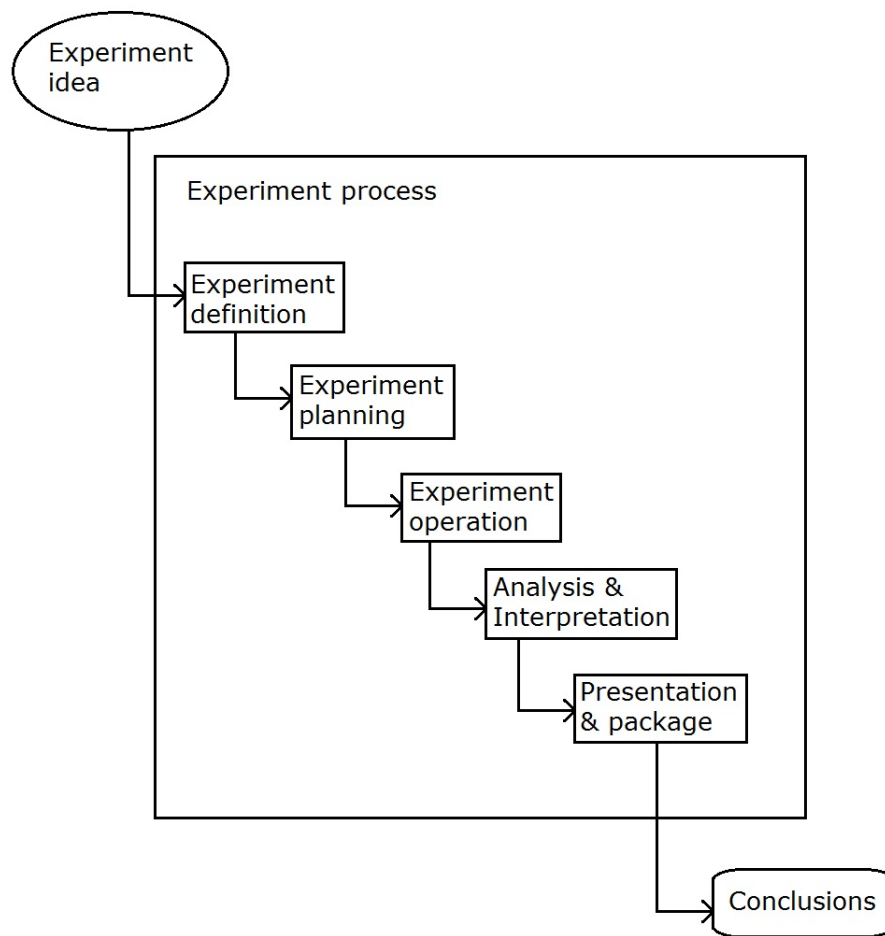 Experiment
idea
Experiment process
Experiment
definition
Experiment
planning
Experiment
operation
Analysis &
Interpretation
Presentation
& package
Conclusions